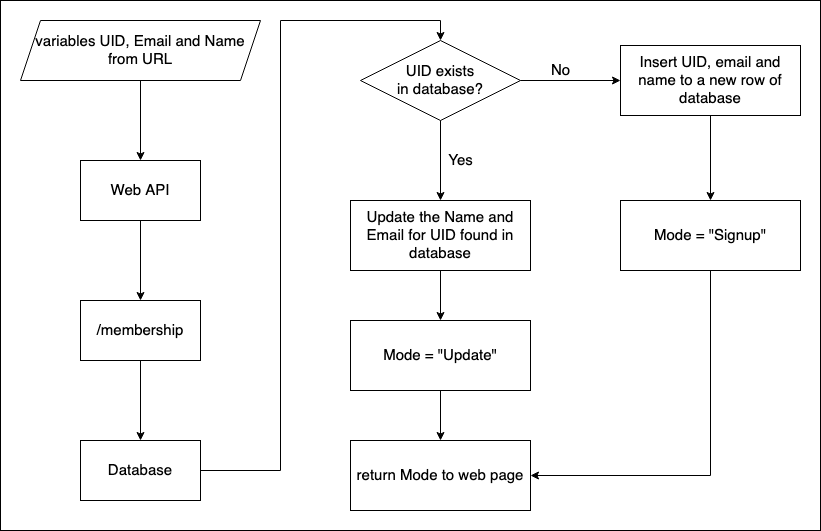 variables UID, Email and Name
from URL
Web API
/membership
Database
UID exists
in database?
No
Yes
Insert UID, email and
name to a new row of
database
Mode = "Signup"
Update the Name and
Email for UID found in
database
Mode = "Update"
return Mode to web page